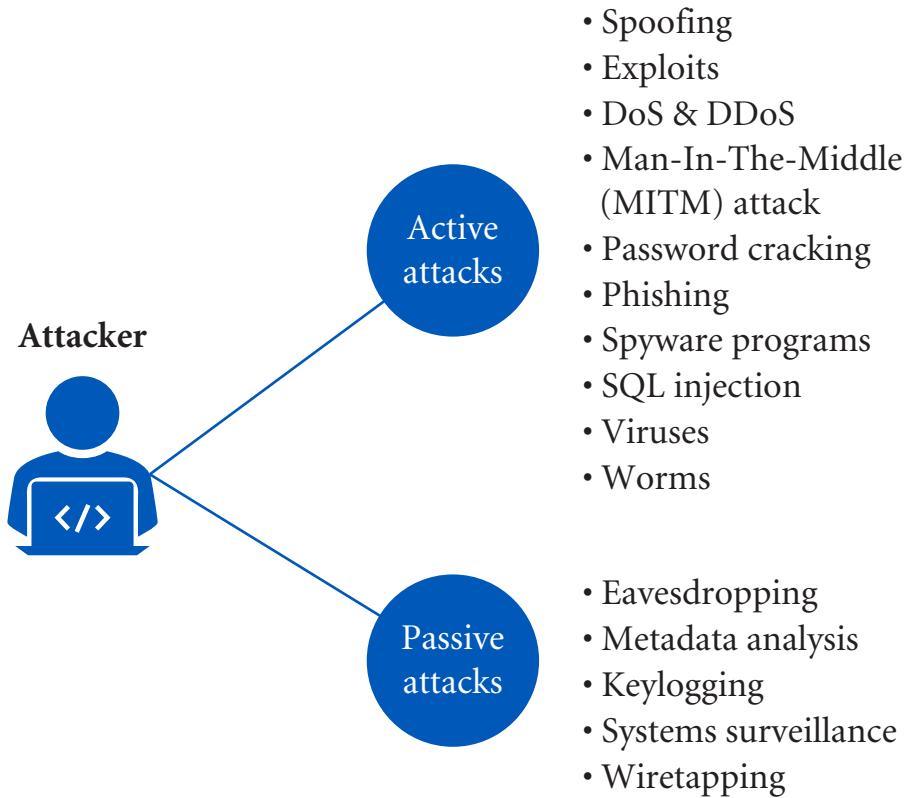 Attacker
</>
Active
attacks
• Spoofing
• Exploits
• DoS & DDoS
• Man-In-The-Middle
(MITM) attack
• Password cracking
• Phishing
• Spyware programs
• SQL injection
• Viruses
• Worms
Passive
attacks
• Eavesdropping
• Metadata analysis
• Keylogging
• Systems surveillance
• Wiretapping